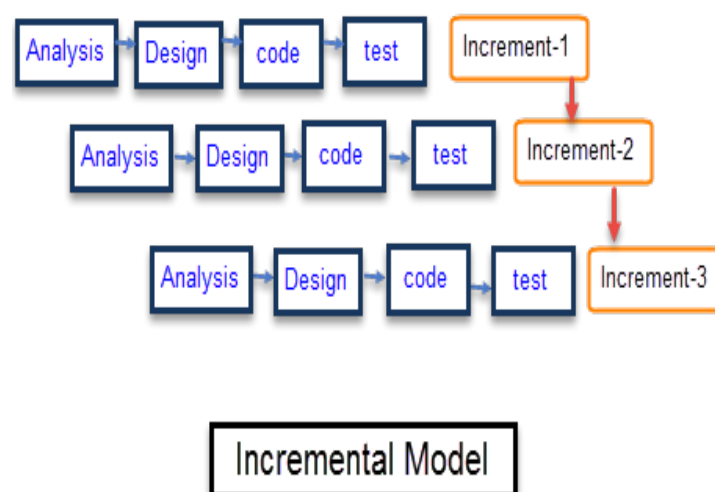 Analysis Design code test Increment-1
Analysis Design code test Increment-2
Analysis Design code test Increment-3
Incremental Model